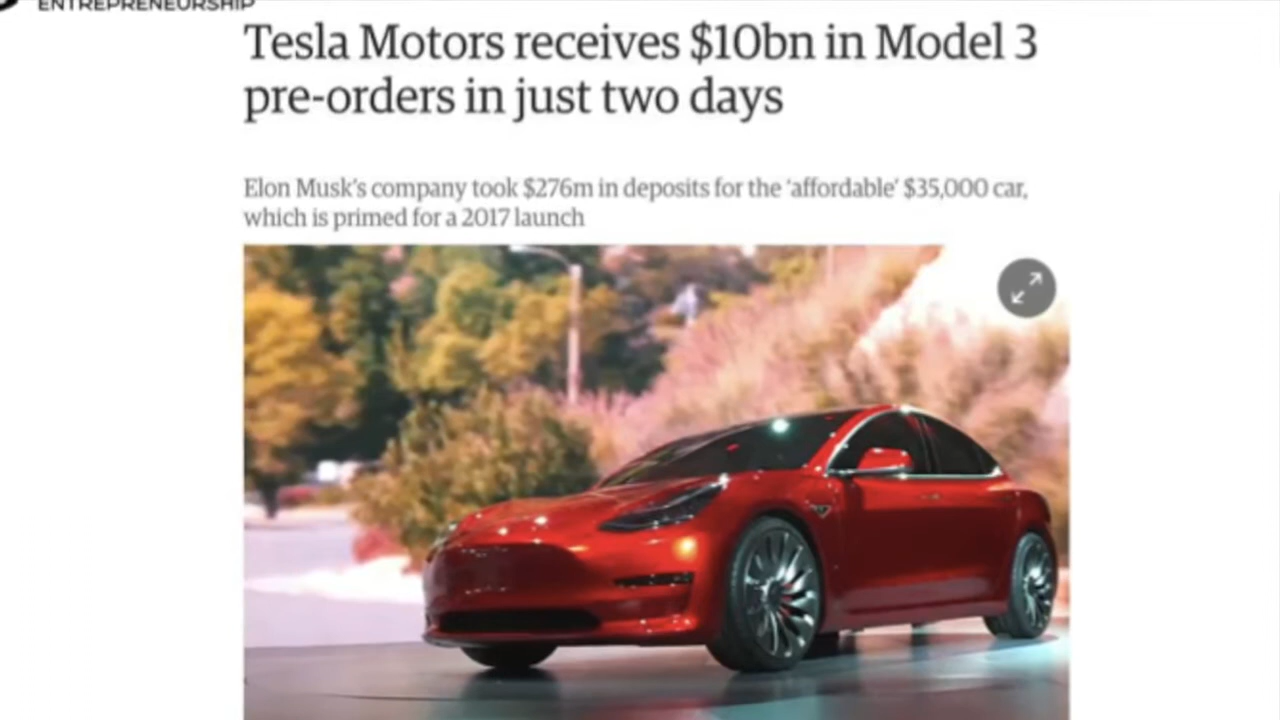 ENTREPRENEURSHIP
Tesla Motors receives $10bn in Model 3
pre-orders in just two days
Elon Musk's company took $276m in deposits for the 'affordable' $35,000 car,
which is primed for a 2017 launch